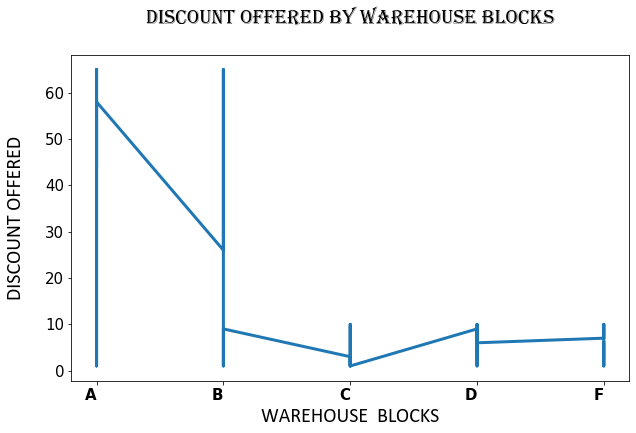 DISCOUNT OFFERED BY WAREHOUSE BLOCKS
60
50
40
30
20
10
0
DISCOUNT OFFERED
A B C D F
WAREHOUSE BLOCKS